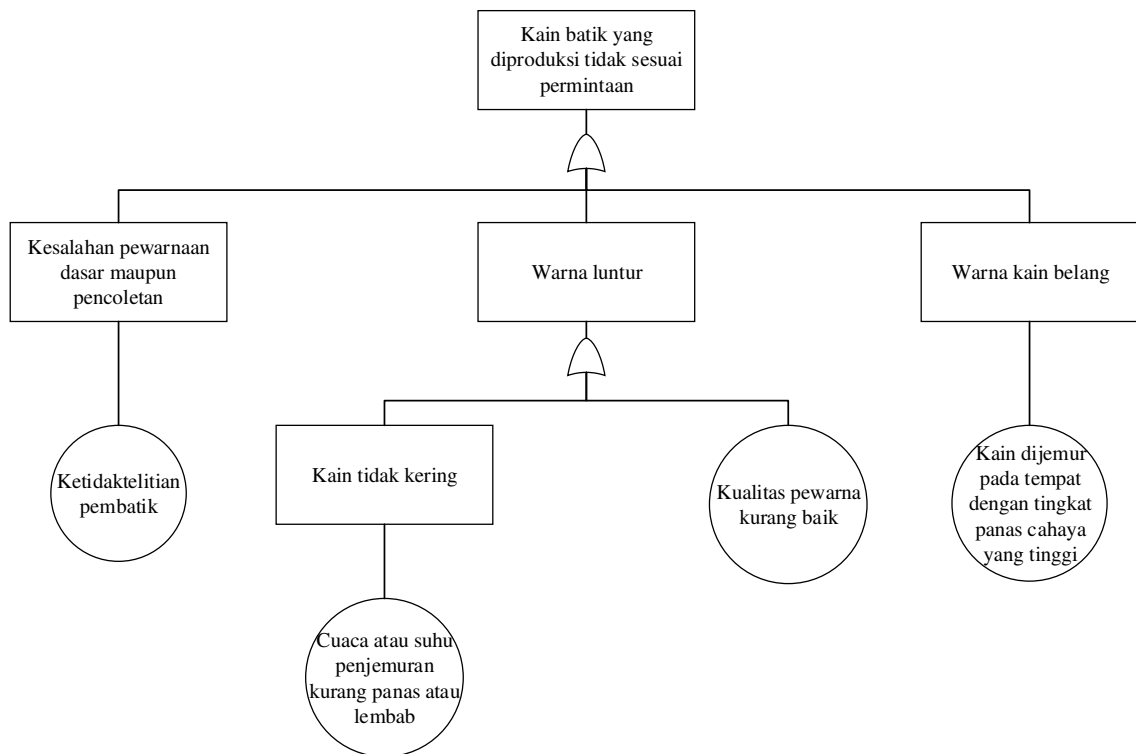 Kain batik yang
diproduksi tidak sesuai
permintaan
Kesalahan pewarnaan
dasar maupun
pencoletan
Warna luntur
Warna kain belang
Ketidaktelitian
pembatik
Kain tidak kering
Kualitas pewarna
kurang baik
Kain dijemur
pada tempat
dengan tingkat
panas cahaya
yang tinggi
Cuaca atau suhu
penjemuran
kurang panas atau
lembab